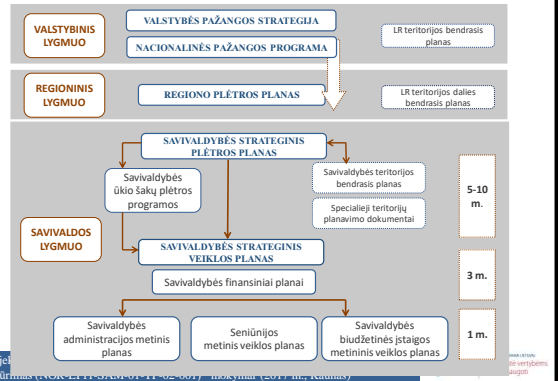 VALSTYBINIS
LYGMUO
VALSTYBĖS PAŽANGOS STRATEGIJA
NACIONALINĖS PAŽANGOS PROGRAMA
LR teritorijos bendrasis
planas
REGIONINIS
LYGMUO
REGIONO PLĖTROS PLANAS
LR teritorijos dalies
bendrasis planas
SAVIVALDYBĖS STRATEGINIS
PLĖTROS PLANAS
Savivaldybės
ūkio šakų plėtros
programos
Savivaldybės teritorijos
bendrasis planas
Specialieji teritorijų
planavimo dokumentai
5-10
m.
SAVIVALDOS
LYGMUO
SAVIVALDYBĖS STRATEGINIS
VEIKLOS PLANAS
Savivaldybės finansiniai planai
3 m.
Savivaldybės
administracijos metinis
planas
Seniūnijos
metinis veiklos planas
Savivaldybės
biudžetinės įstaigos
metininis veiklos planas
1 m.